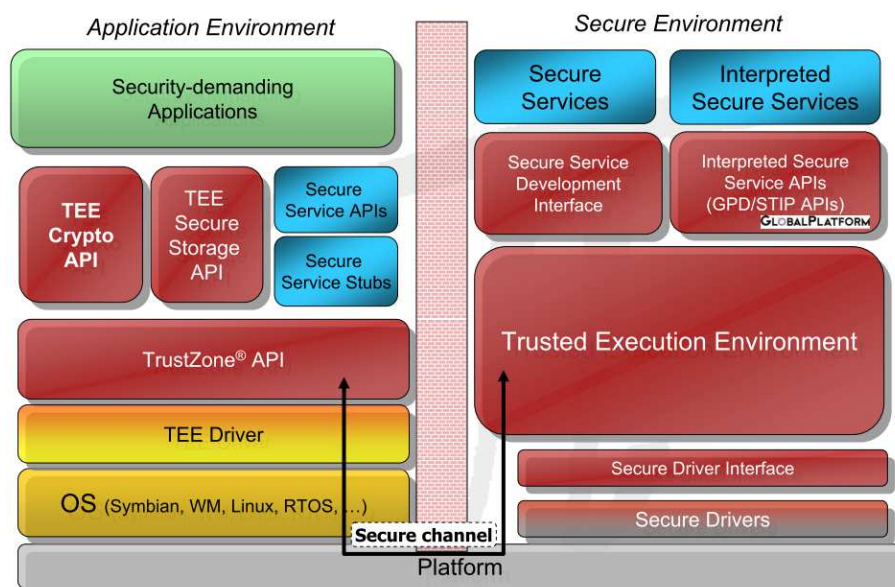 Application Environment
Secure Environment
Security-demanding
Applications
Secure
Services
Interpreted
Secure Services
TEE
Crypto
API
TEE
Secure
Storage
API
Secure
Service APIs
Secure
Service Stubs
Secure Service
Development
Interface
Interpreted Secure
Service APIs
(GPD/STIP APIs)
GLOBALPLATFORM
TrustZone® API
Trusted Execution Environment
TEE Driver
Secure Driver Interface
OS (Symbian, WM, Linux, RTOS, ...)
Secure Drivers
Secure channel
Platform